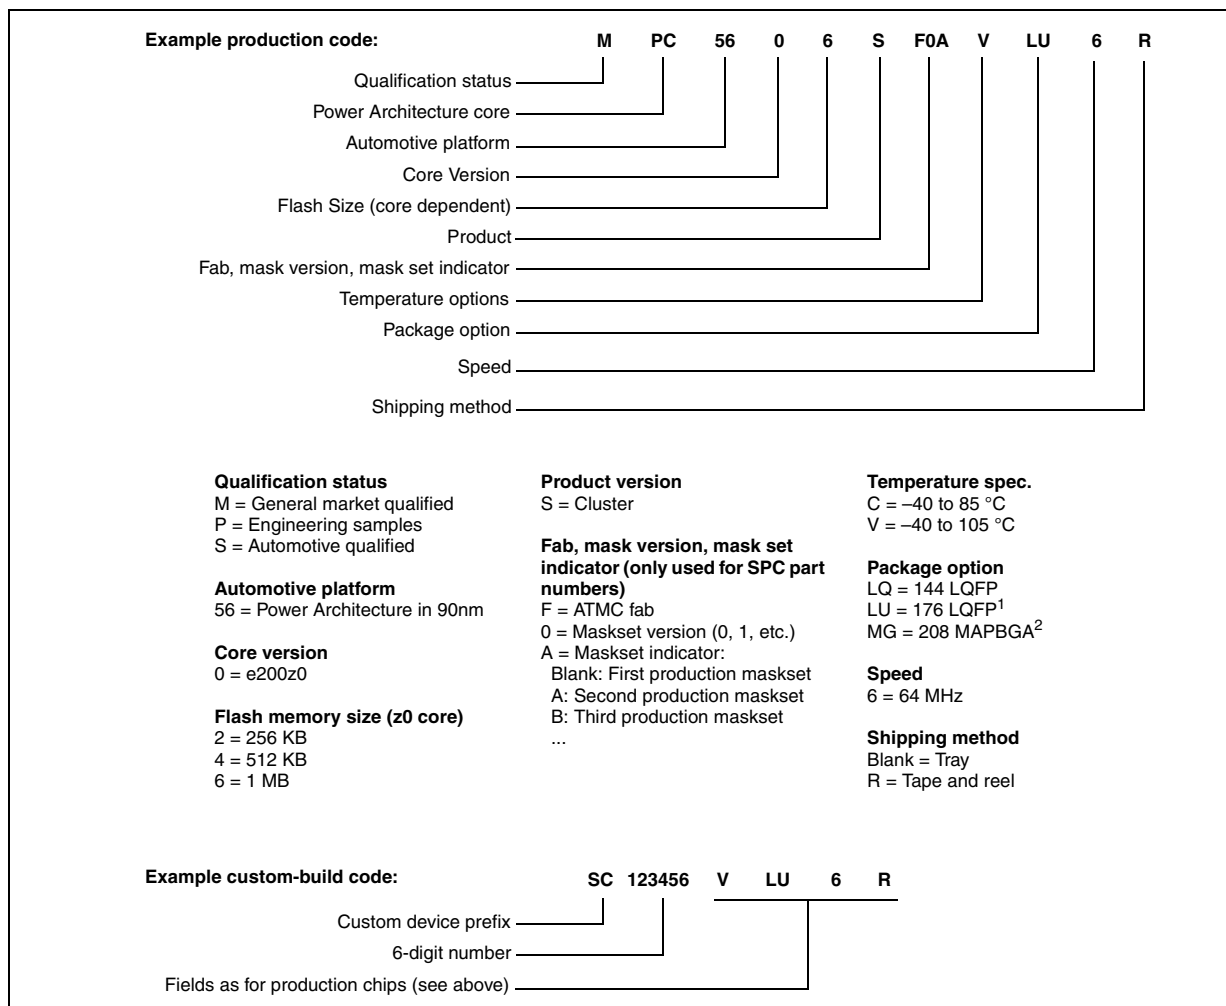 Example production code: M PC 56 0 6 S F0A V LU 6 R
Qualification status
Power Architecture core
Automotive platform
Core Version
Flash Size (core dependent)
Product
Fab, mask version, mask set indicator
Temperature options
Package option
Speed
Shipping method
Qualification status
M = General market qualified
P = Engineering samples
S = Automotive qualified
Automotive platform
56 = Power Architecture in 90nm
Core version
0 = e200z0
Flash memory size (z0 core)
2 = 256 KB
4 = 512 KB
6 = 1 MB
Product version
S = Cluster
Fab, mask version, mask set
indicator (only used for SPC part
numbers)
F = ATMC fab
0 = Maskset version (0, 1, etc.)
A = Maskset indicator:
Blank: First production maskset
A: Second production maskset
B: Third production maskset
...
Temperature spec.
C = –40 to 85 °C
V = –40 to 105 °C
Package option
LQ = 144 LQFP
LU = 176 LQFP1
MG = 208 MAPBGA2
Speed
6 = 64 MHz
Shipping method
Blank = Tray
R = Tape and reel
Example custom-build code: SC 123456 V LU 6 R
Custom device prefix
6-digit number
Fields as for production chips (see above)